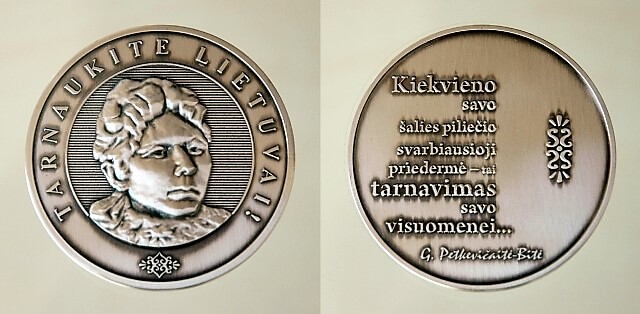 TARNAUKITE LIETUVAI!
Kiekvieno
savo
šalies piliečio
svarbiausioji
priedermė – tai
tarnavimas
savo
visuomenei...
G. Petkevičaitė-Bitė